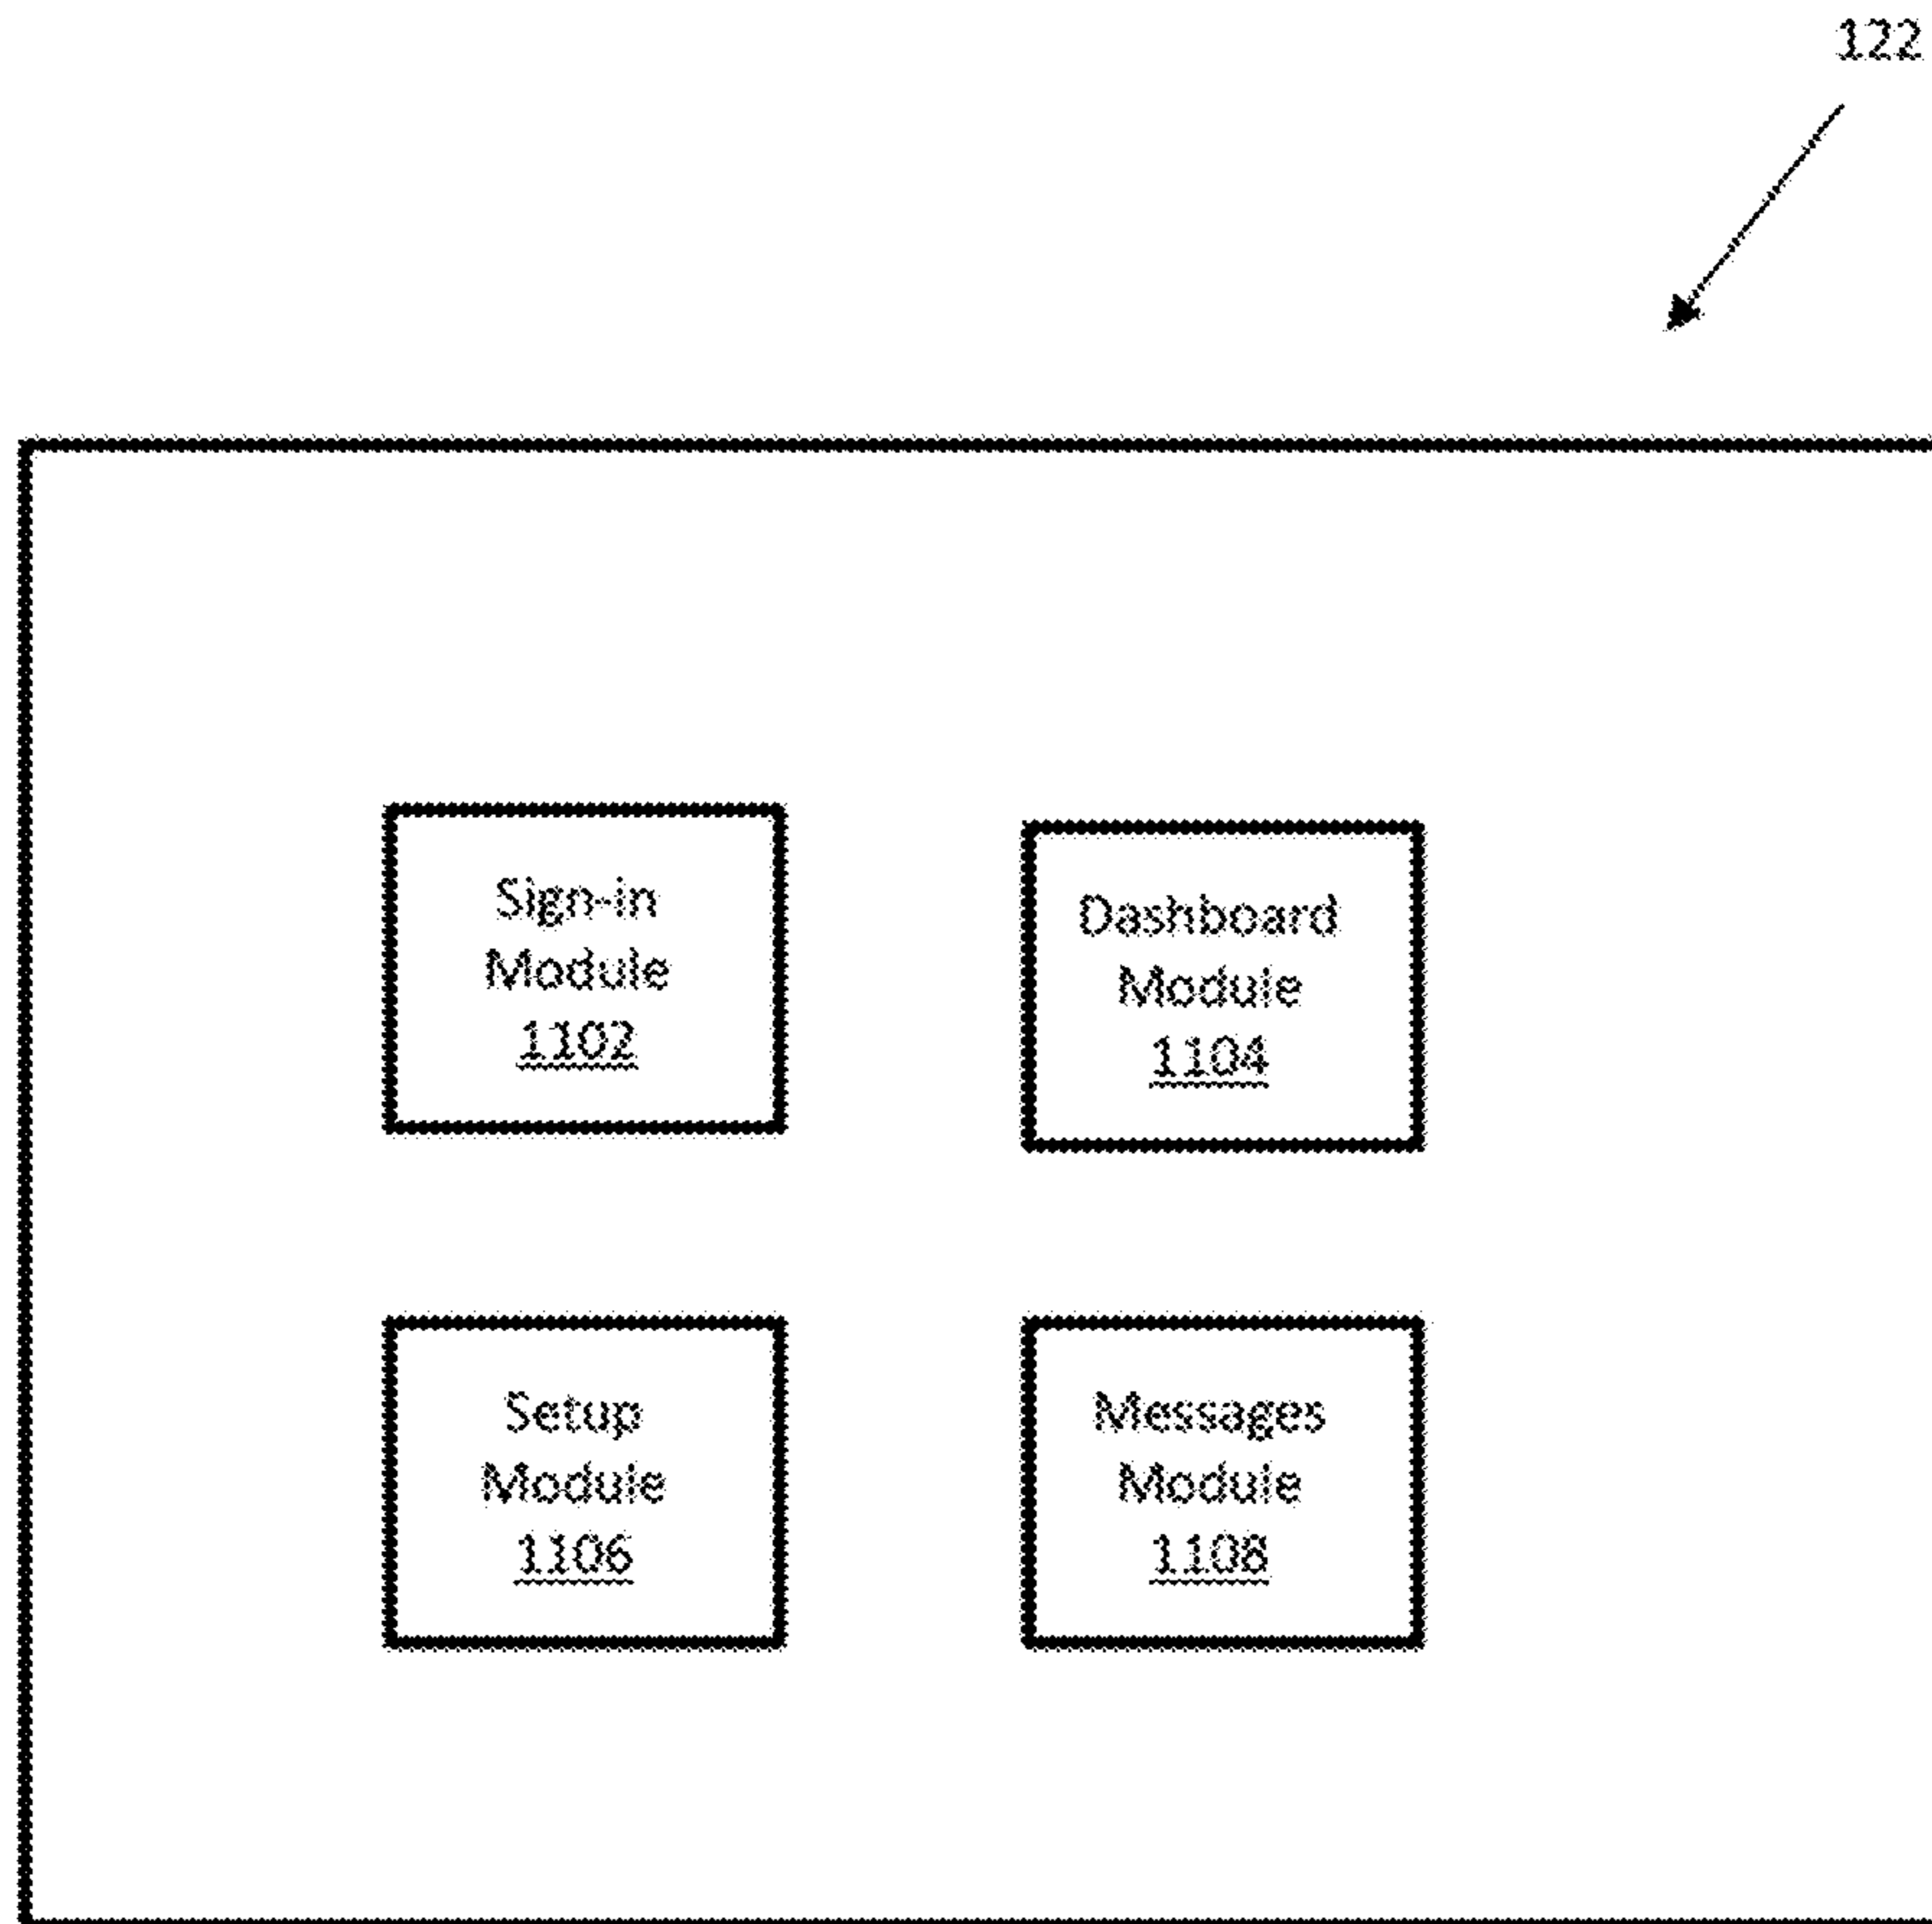 122
Sign-in
Module
1102
Dashboard
Module
1104
Setup
Module
1106
Messages
Module
1108